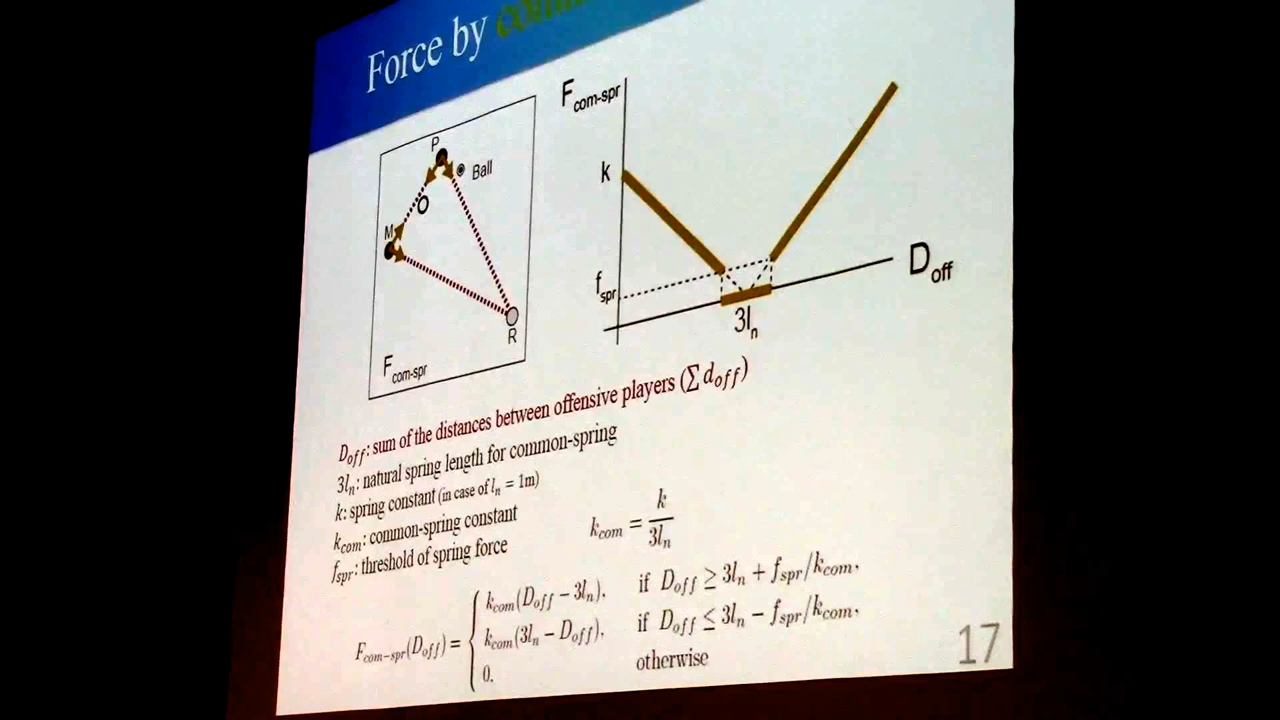 Force by
P
Ball
O
M
R
F_com-spr
F_com-spr
k
f_spr
D_off
3l_n
D_off: sum of the distances between offensive players (∑ d_off)
3l_n: natural spring length for common-spring
k: spring constant (in case of l_n = 1m)
k_com: common-spring constant
f_spr: threshold of spring force
k_com = k / 3l_n
F_com-spr(D_off) = { k_com(D_off − 3l_n), if D_off ≥ 3l_n + f_spr/k_com,
k_com(3l_n − D_off), if D_off ≤ 3l_n − f_spr/k_com,
0. otherwise
17